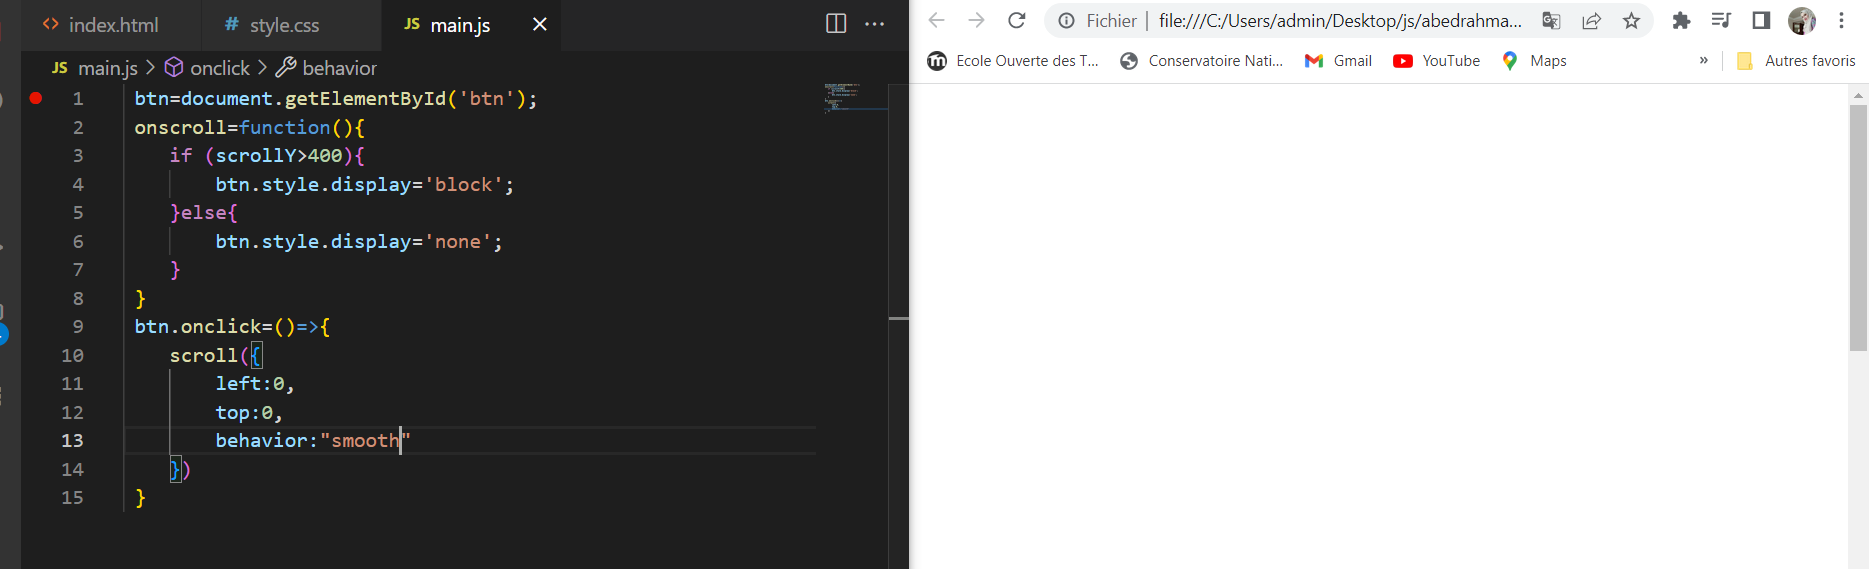 index.html
# style.css
JS main.js
JS main.js > onclick > behavior
1 btn=document.getElementById('btn');
2 onscroll=function(){
3 if (scrollY>400){
4 btn.style.display='block';
5 }else{
6 btn.style.display='none';
7 }
8 }
9 btn.onclick=()=>{
10 scroll({
11 left:0,
12 top:0,
13 behavior:"smooth"
14 })
15 }
Fichier | file:///C:/Users/admin/Desktop/js/abedrahma...
Ecole Ouverte des T... Conservatoire Nati... Gmail YouTube Maps » Autres favoris